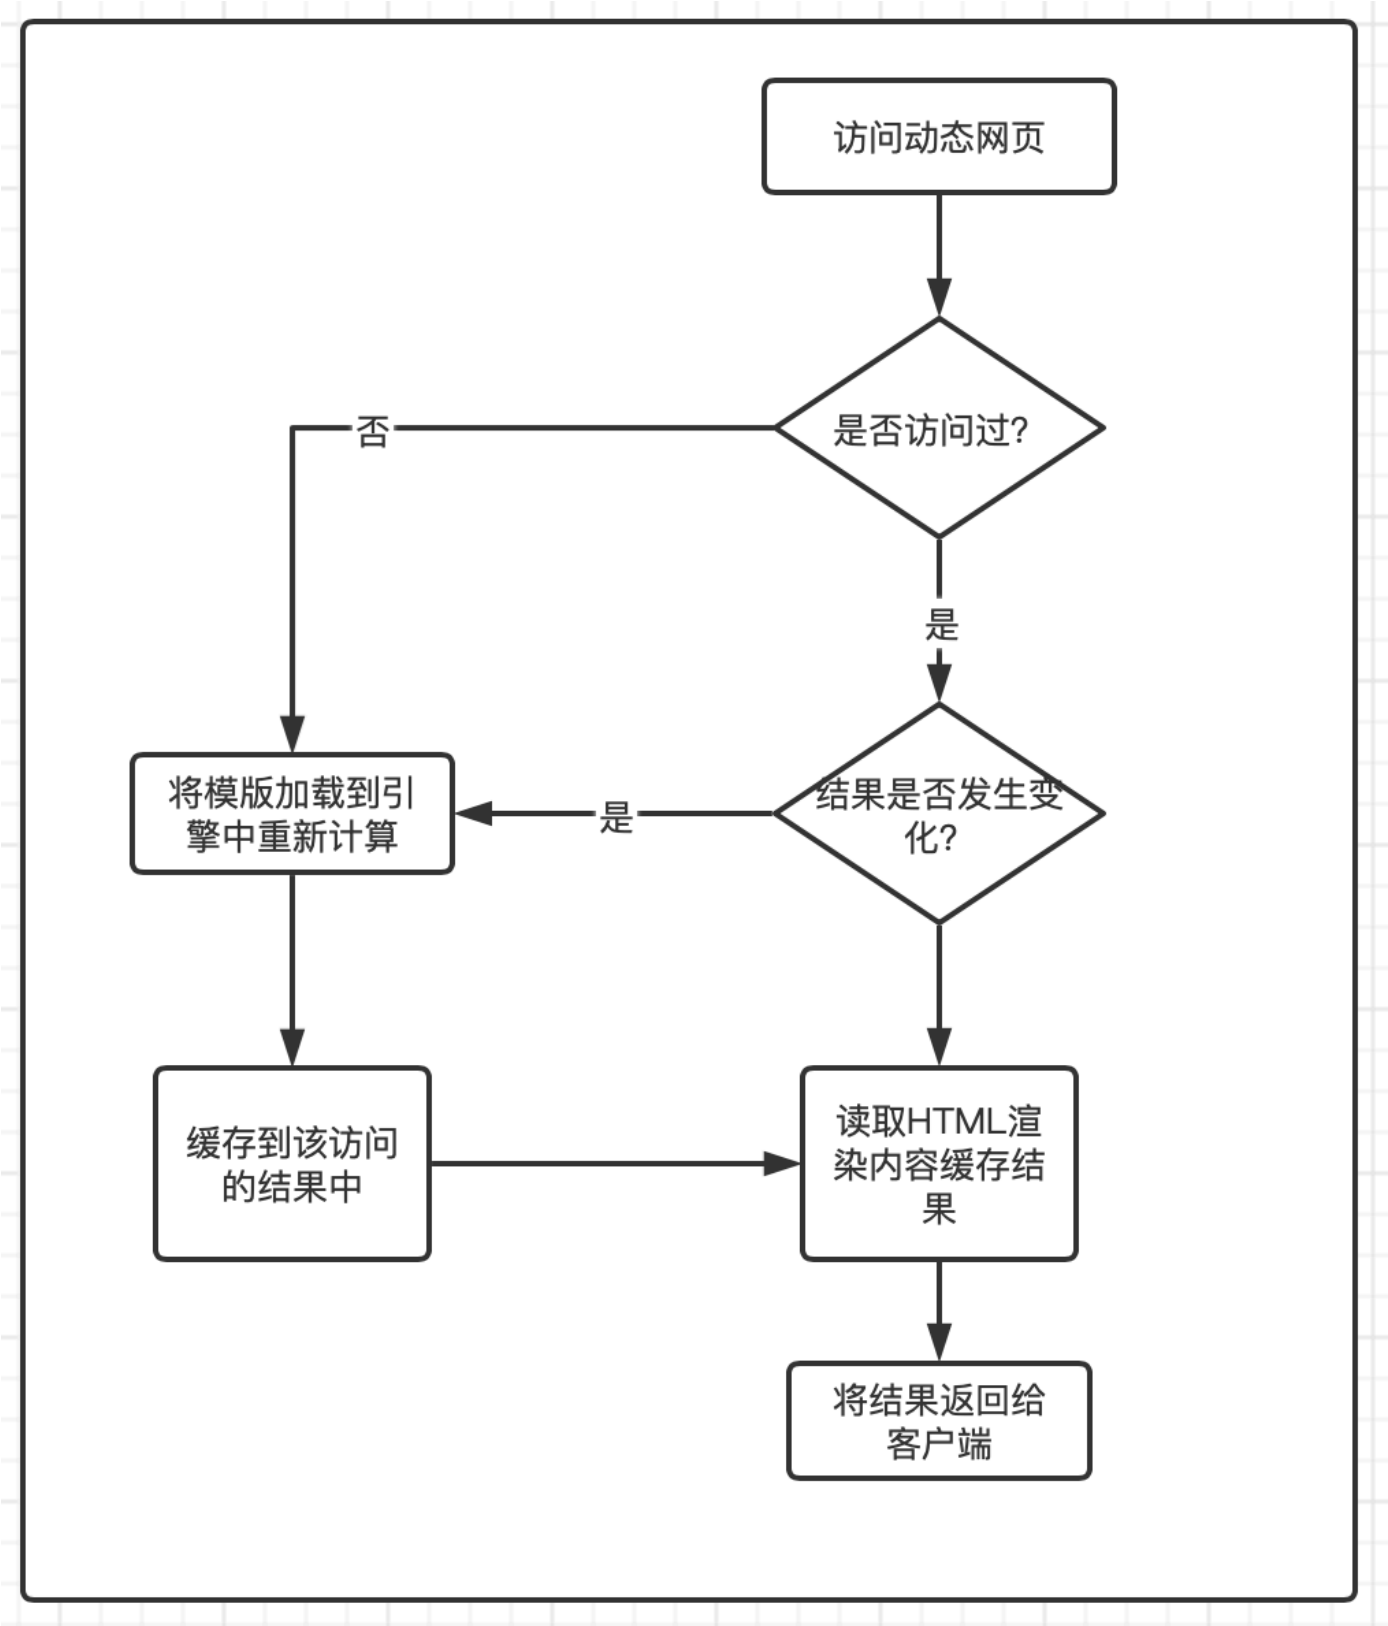 访问动态网页
是否访问过?
否
是
将模版加载到引
擎中重新计算
是
结果是否发生变
化?
缓存到该访问
的结果中
读取HTML渲
染内容缓存结
果
将结果返回给
客户端